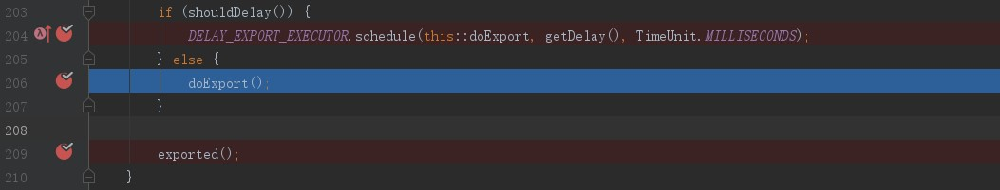 203 if (shouldDelay()) {
204 DELAY_EXPORT_EXECUTOR.schedule(this::doExport, getDelay(), TimeUnit.MILLISECONDS);
205 } else {
206 doExport();
207 }
208
209 exported();
210 }